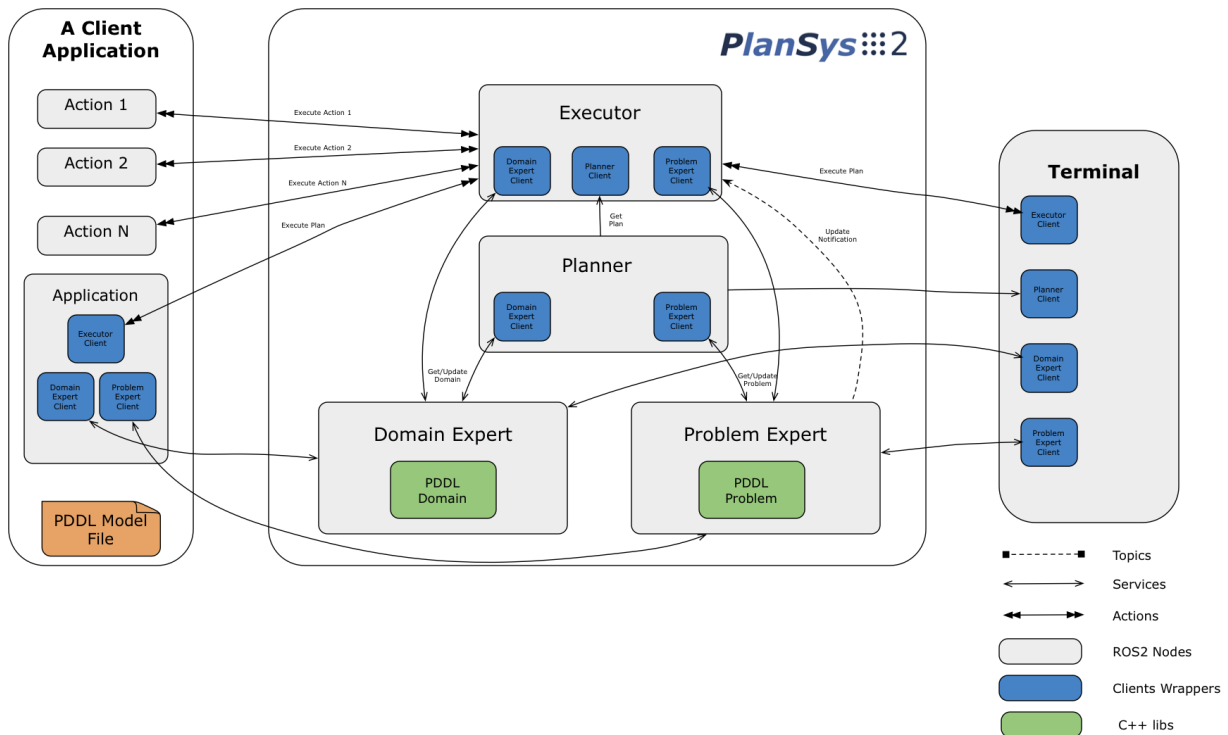 A Client
Application
Action 1
Action 2
Action N
Application
Executor
Client
Domain
Expert
Client
Problem
Expert
Client
PDDL Model
File
Execute Action 1
Execute Action 2
Execute Action N
Execute Plan
PlanSys 2
Executor
Domain
Expert
Client
Planner
Client
Problem
Expert
Client
Get
Plan
Planner
Domain
Expert
Client
Problem
Expert
Client
Get/Update
Domain
Get/Update
Problem
Update
Notification
Execute Plan
Domain Expert
PDDL
Domain
Problem Expert
PDDL
Problem
Terminal
Executor
Client
Planner
Client
Domain
Expert
Client
Problem
Expert
Client
Topics
Services
Actions
ROS2 Nodes
Clients Wrappers
C++ libs